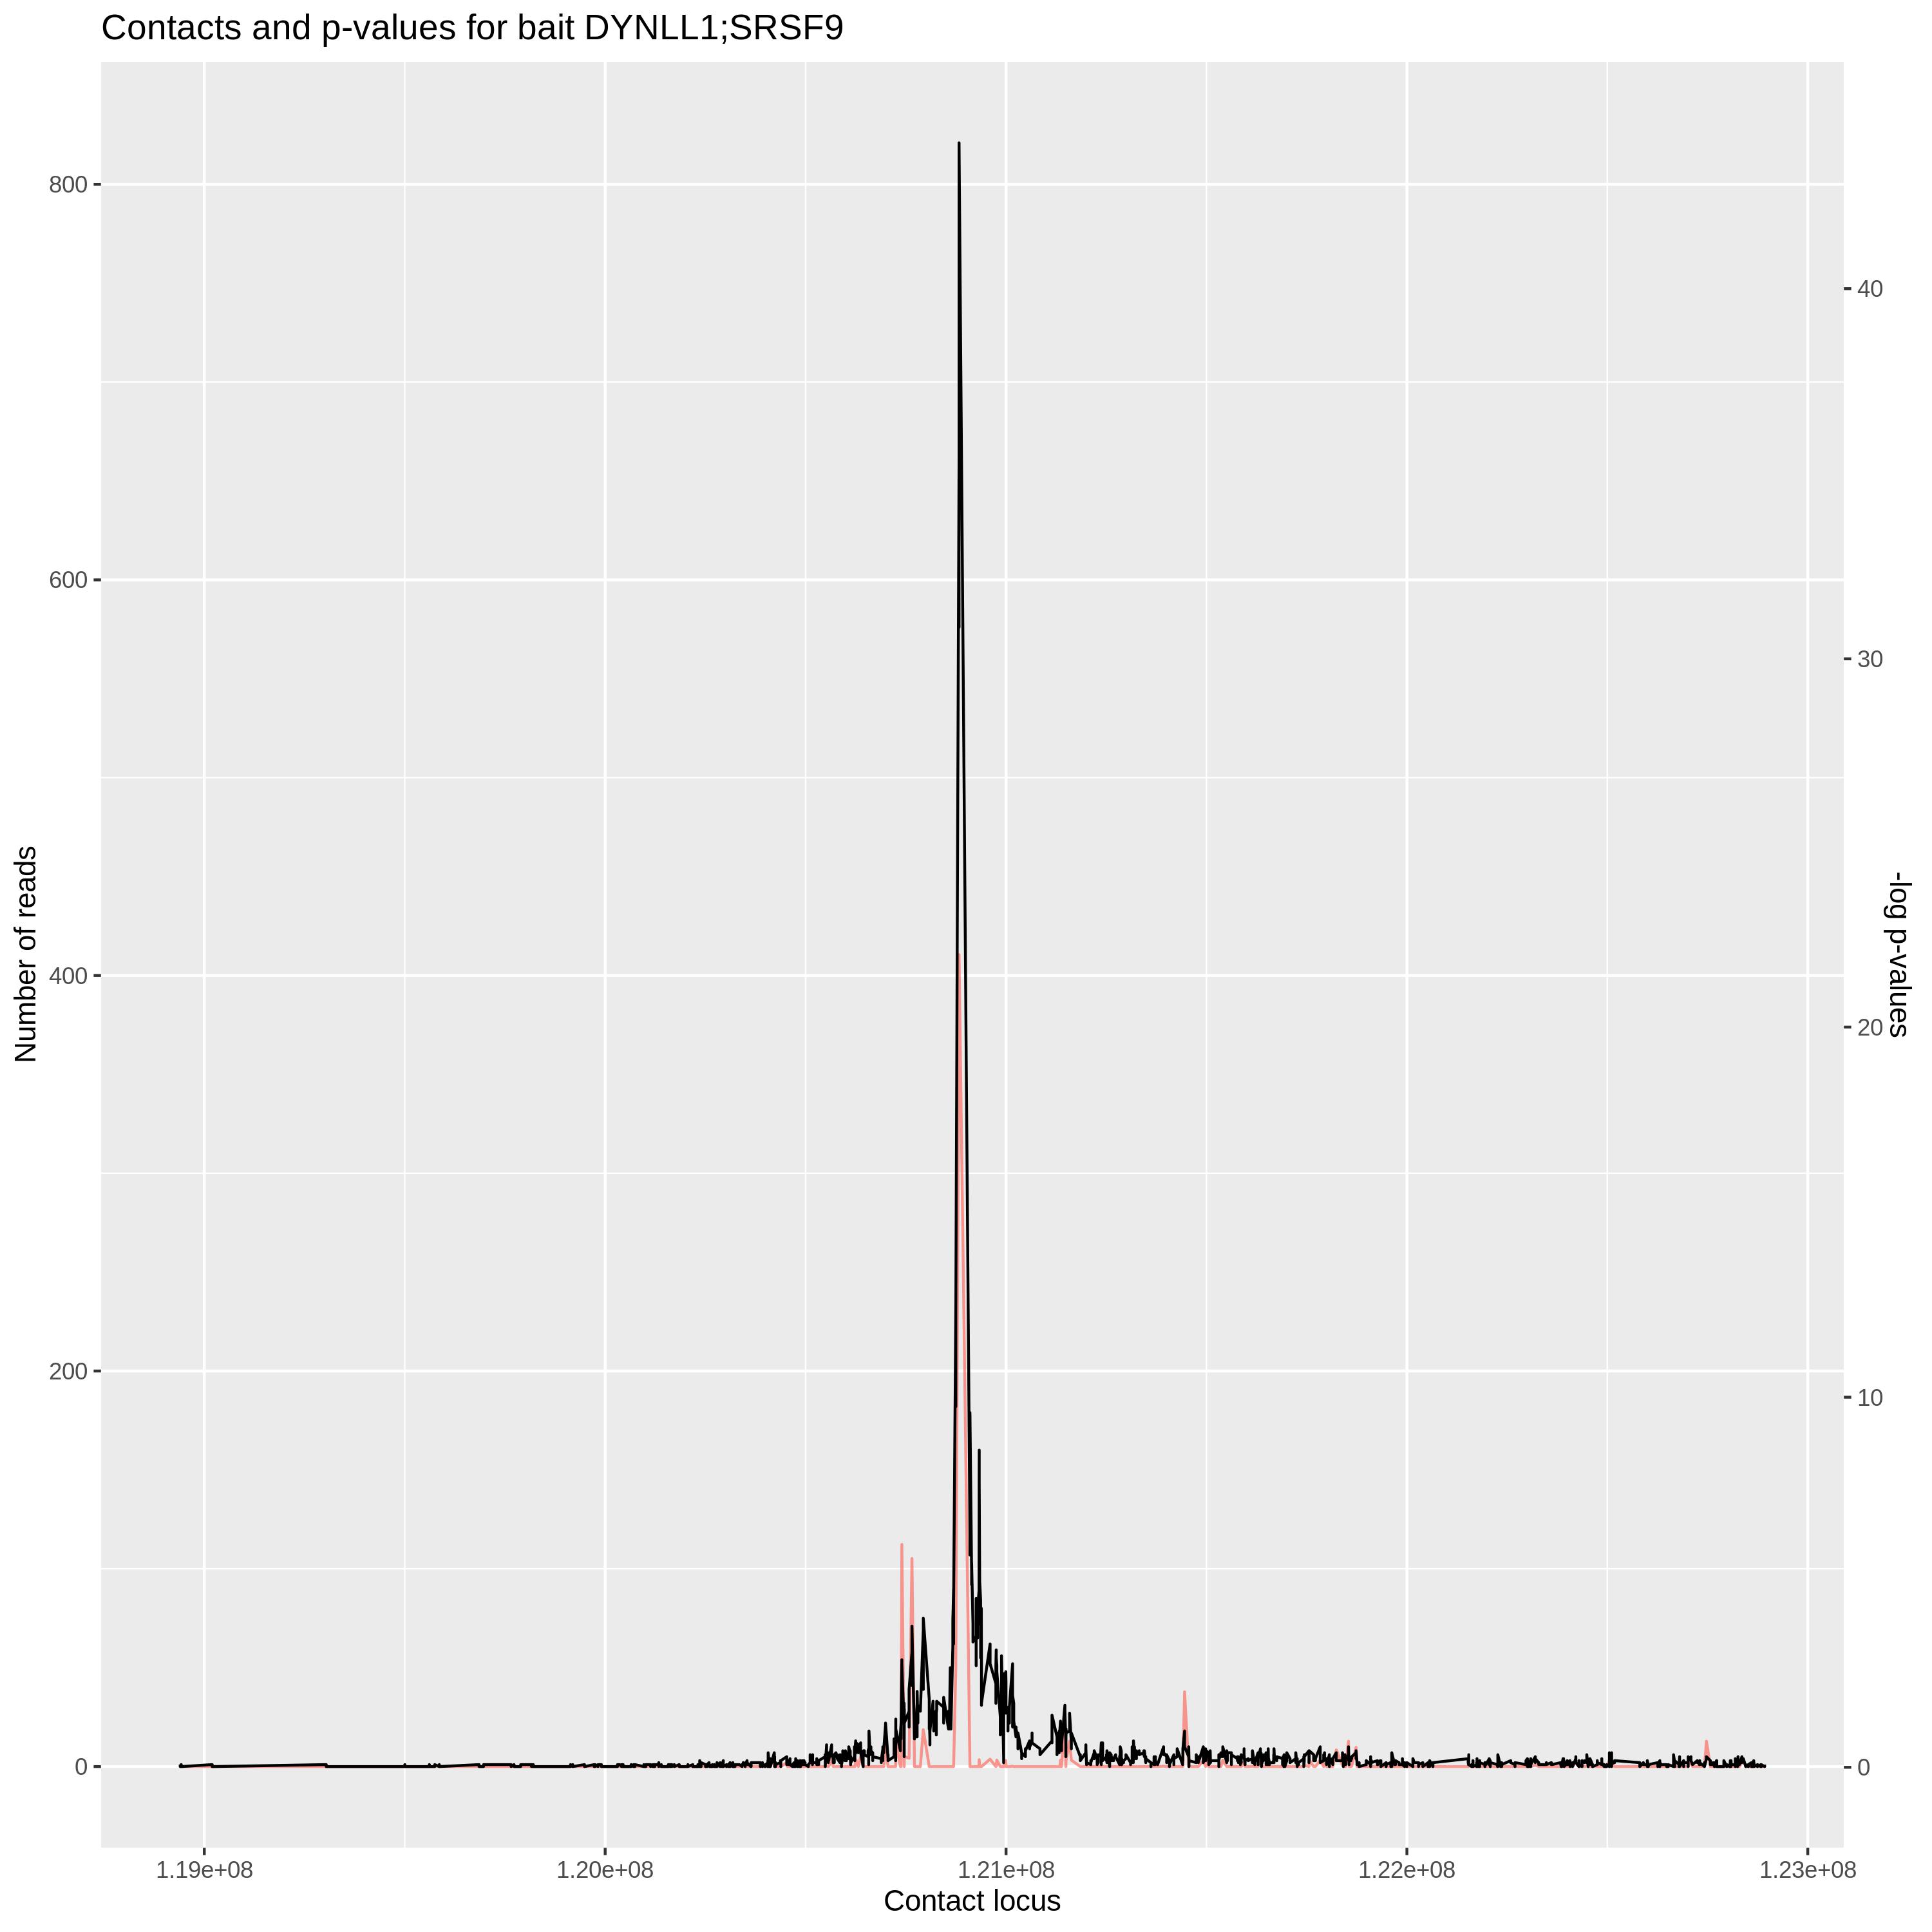 Contacts and p-values for bait DYNLL1;SRSF9
800
600
400
200
0
Number of reads
40
30
20
10
0
-log p-values
1.19e+08
1.20e+08
1.21e+08
1.22e+08
1.23e+08
Contact locus